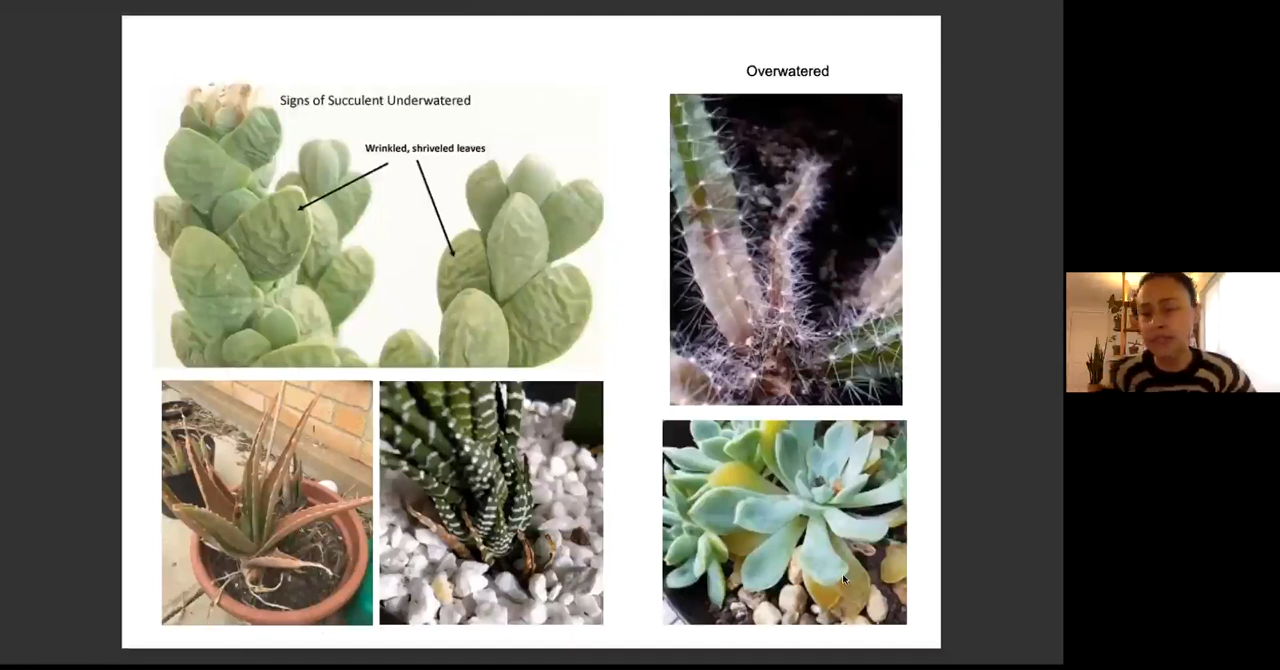 Signs of Succulent Underwatered
Wrinkled, shriveled leaves
Overwatered